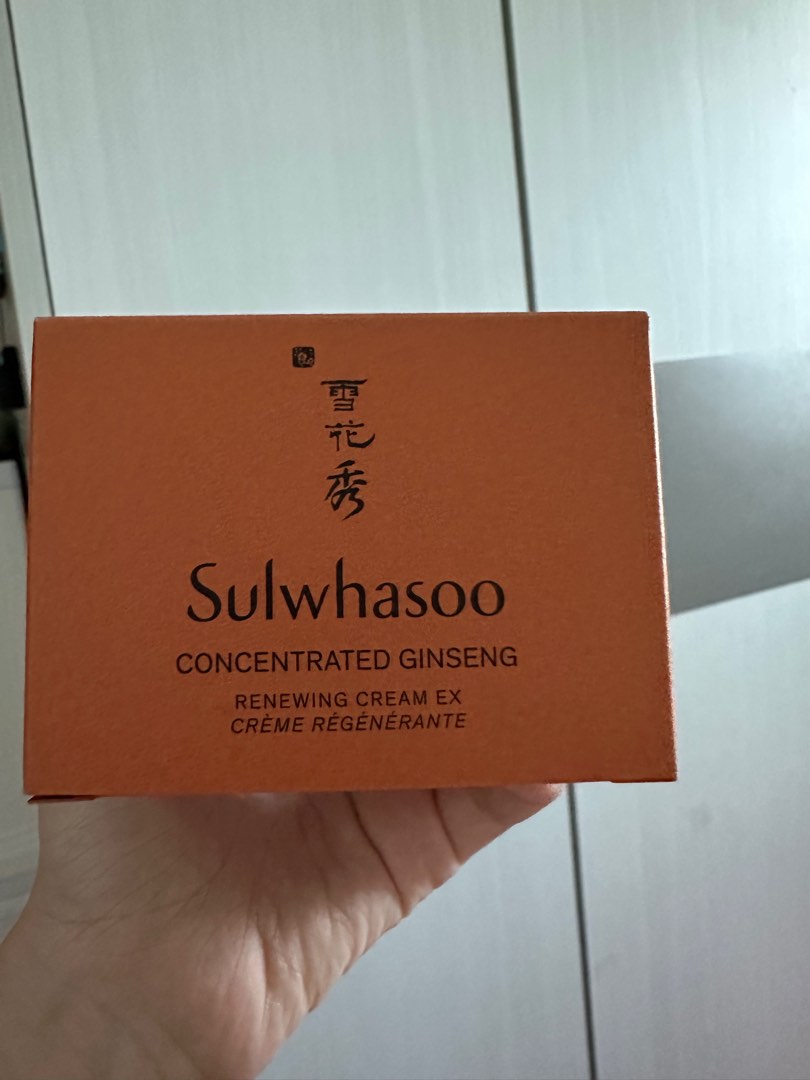 雪
花
秀
Sulwhasoo
CONCENTRATED GINSENG
RENEWING CREAM EX
CRÈME RÉGÉNÉRANTE